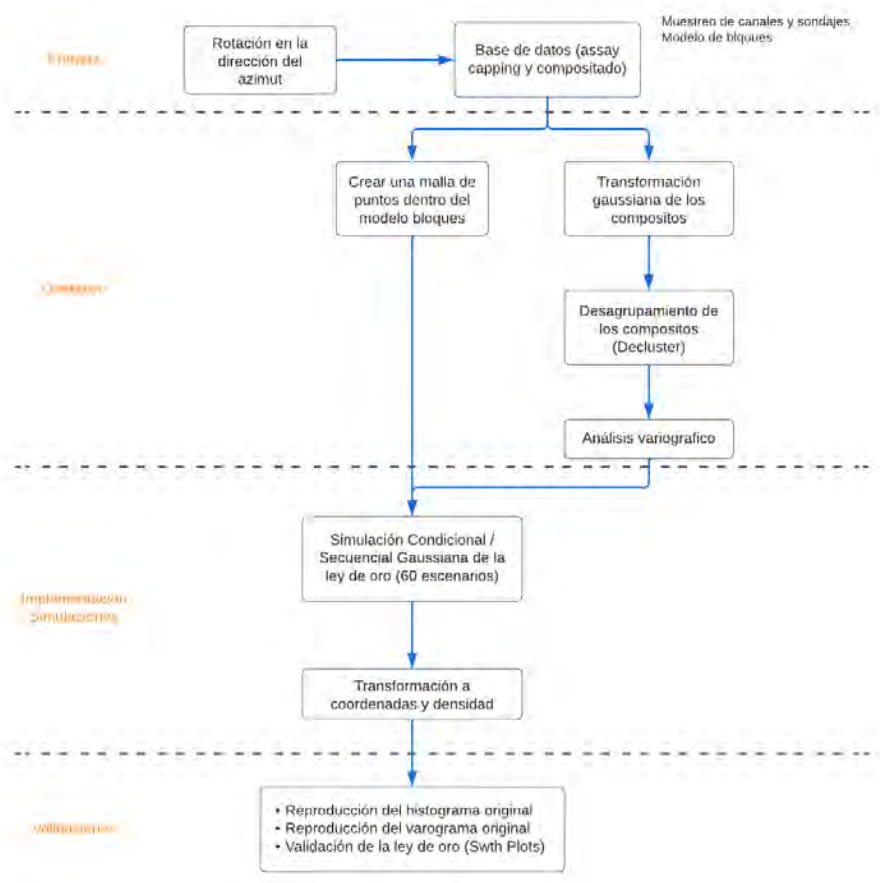 Muestreo de canales y sondajes
Modelo de blques
Rotación en la
dirección del
azimut
Base de datos (assay
capping y compositado)
Crear una malla de
puntos dentro del
modelo bloques
Transformación
gaussiana de los
compositos
Desagrupamiento de
los compositos
(Decluster)
Análisis variografico
Simulación Condicional /
Secuencial Gaussiana de la
ley de oro (60 escenarios)
Implementación
Simulaciones
Transformación a
coordenadas y densidad
• Reproducción del histograma original
• Reproducción del varograma original
• Validación de la ley de oro (Swth Plots)